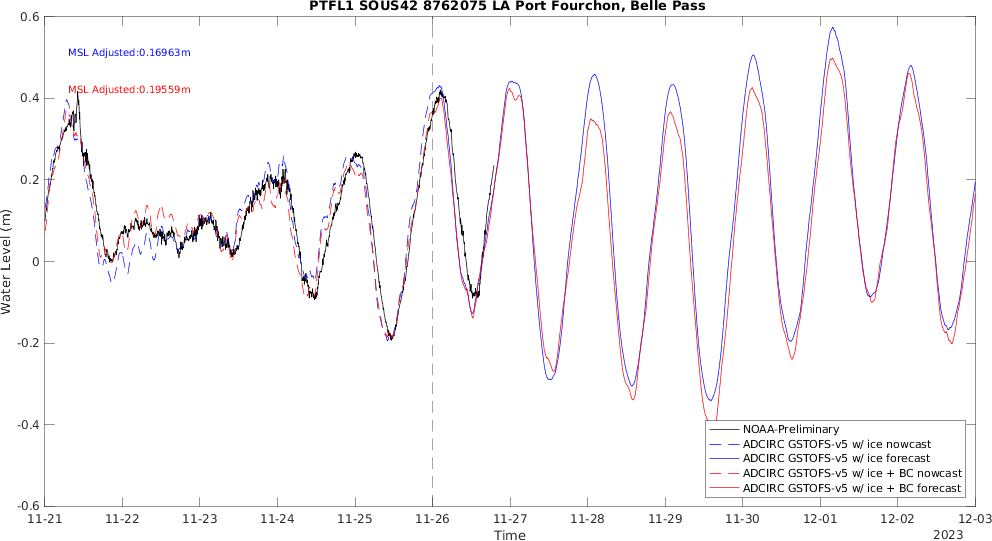 PTFL1 SOUS42 8762075 LA Port Fourchon, Belle Pass
MSL Adjusted:0.16963m
MSL Adjusted:0.19559m
Water Level (m)
0.6
0.4
0.2
0
-0.2
-0.4
-0.6
NOAA-Preliminary
ADCIRC GSTOFS-v5 w/ ice nowcast
ADCIRC GSTOFS-v5 w/ ice forecast
ADCIRC GSTOFS-v5 w/ ice + BC nowcast
ADCIRC GSTOFS-v5 w/ ice + BC forecast
11-21 11-22 11-23 11-24 11-25 11-26 11-27 11-28 11-29 11-30 12-01 12-02 12-03
Time
2023